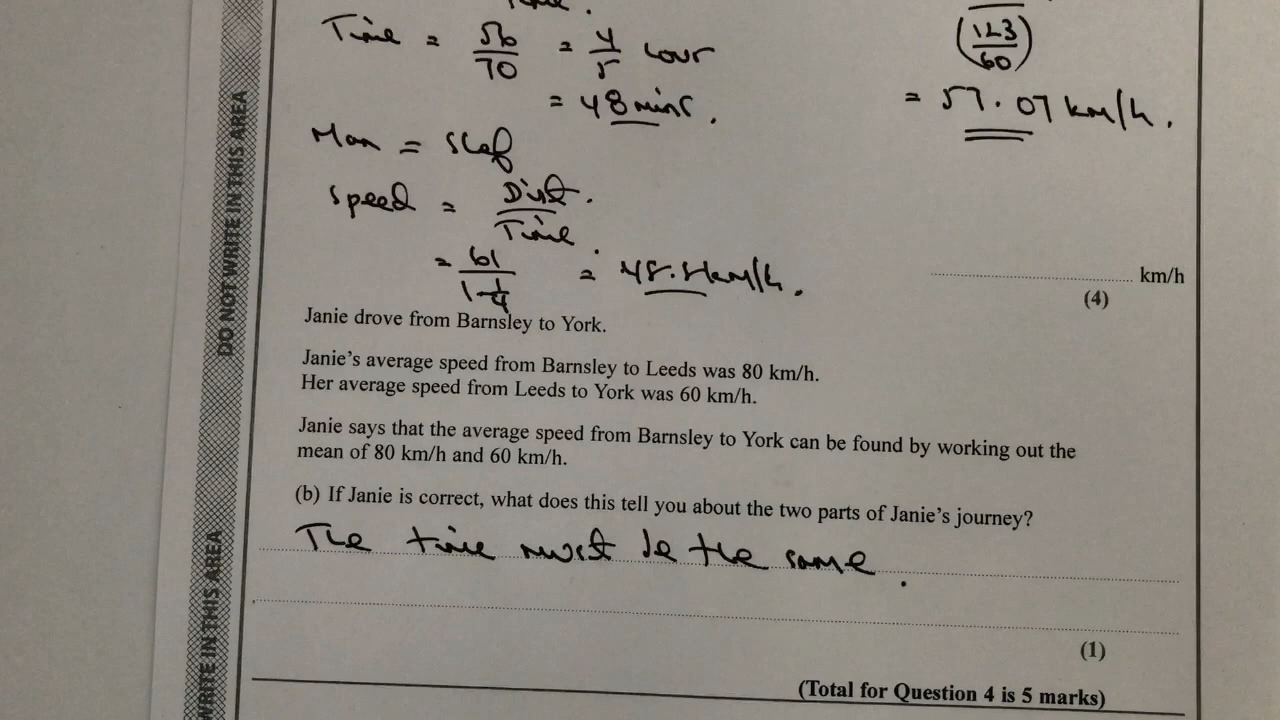 Time = 56/70 = 4/5 hour
= 48 mins.
(123/60)
= 57.07 km/h.
Speed = Dist./Time.
= 61/1 1/4 = 48.8 km/h.
km/h
(4)
Janie drove from Barnsley to York.
Janie's average speed from Barnsley to Leeds was 80 km/h.
Her average speed from Leeds to York was 60 km/h.
Janie says that the average speed from Barnsley to York can be found by working out the
mean of 80 km/h and 60 km/h.
(b) If Janie is correct, what does this tell you about the two parts of Janie's journey?
The time must be the same.
(1)
(Total for Question 4 is 5 marks)
DO NOT WRITE IN THIS AREA
WRITE IN THIS AREA